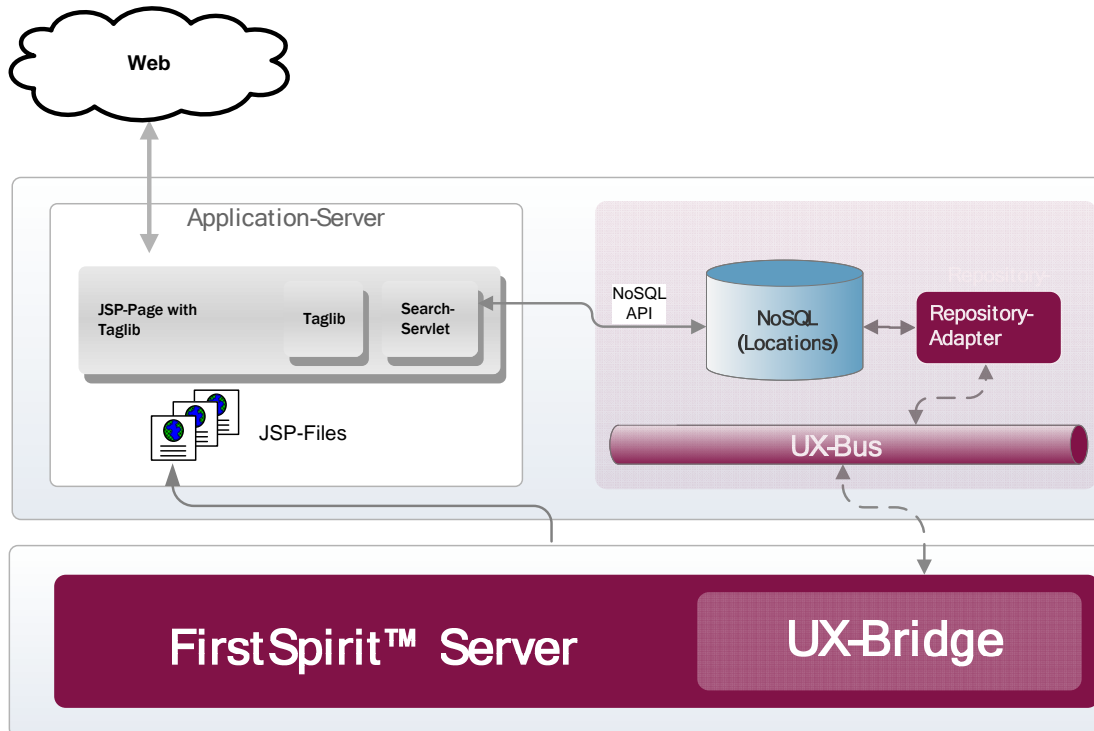 Web
Application-Server
JSP-Page with
Taglib
Taglib
Search-
Servlet
JSP-Files
NoSQL
API
NoSQL
(Locations)
Repository-
Repository-
Adapter
UX-Bus
FirstSpirit™ Server
UX-Bridge